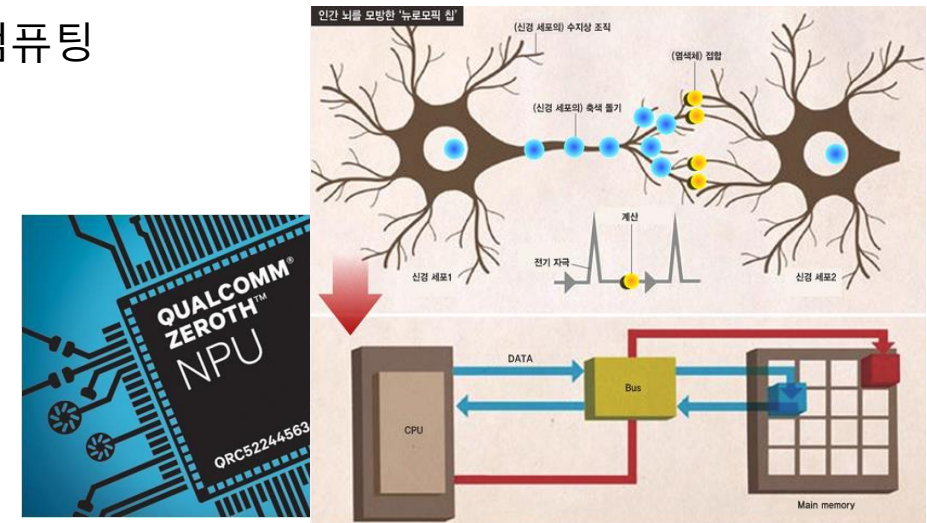 컴퓨팅
인간 뇌를 모방한 '뉴로모픽 칩'
(신경 세포의) 수지상 조직
(염색체) 접합
(신경 세포의) 축색 돌기
계산
전기 자극
신경 세포1
신경 세포2
QUALCOMM®
ZEROTH™
NPU
QRC52244563
DATA
Bus
CPU
Main memory